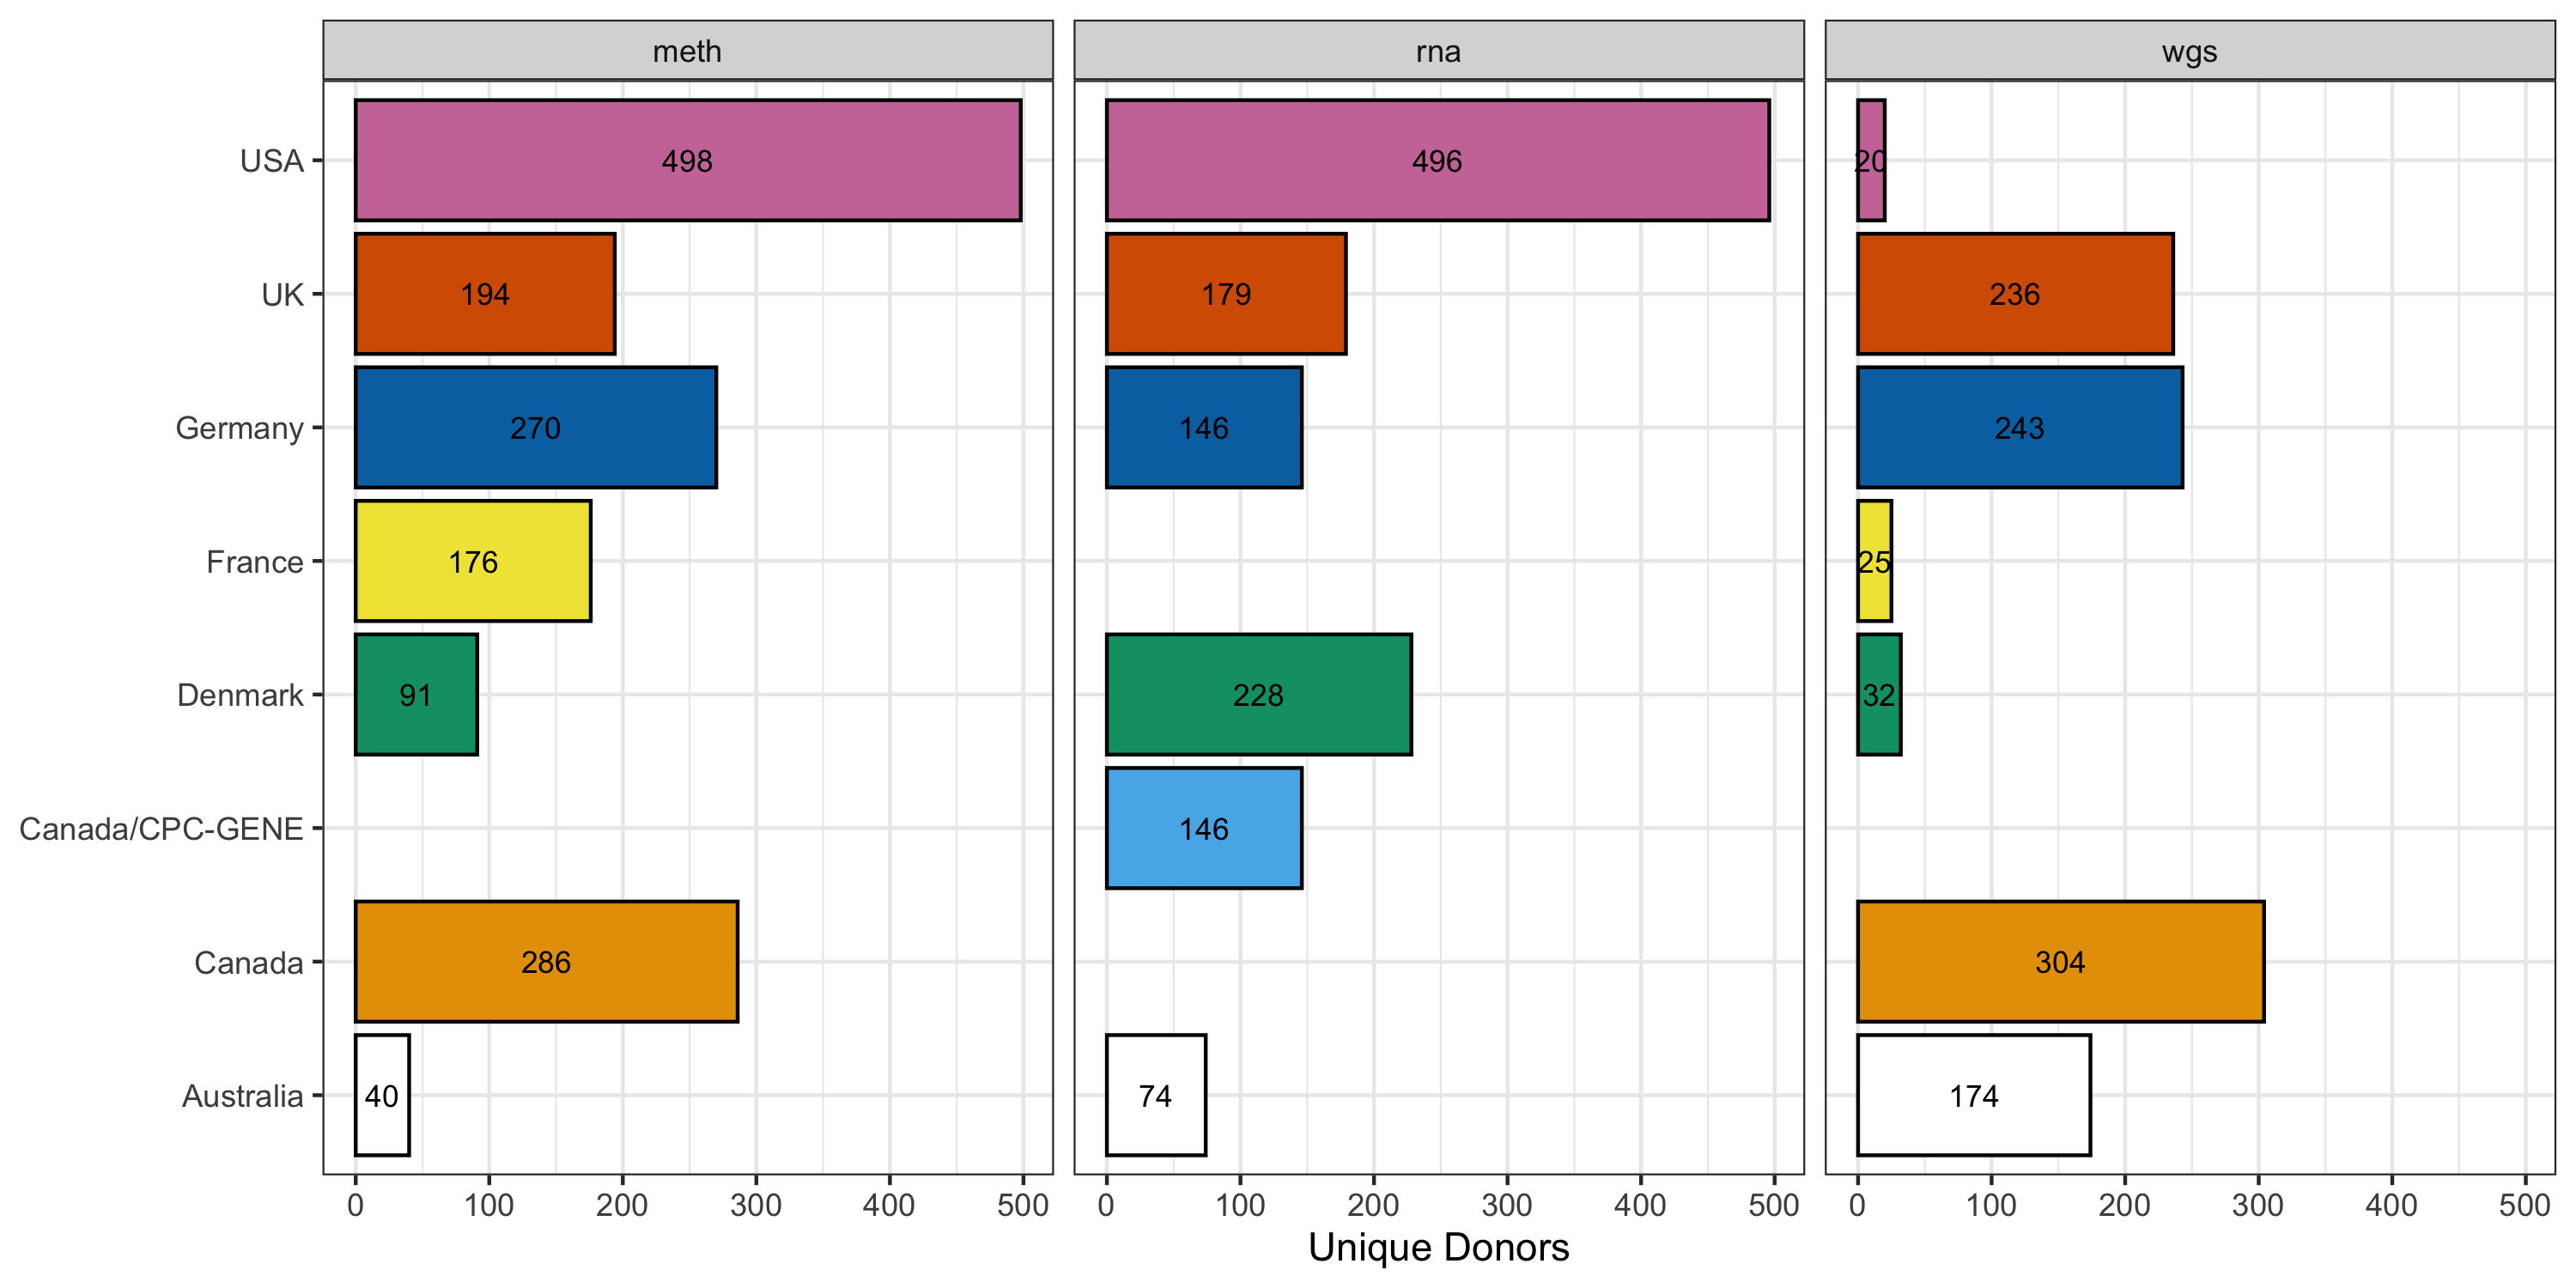 meth rna wgs
USA 498 496 20
UK 194 179 236
Germany 270 146 243
France 176 25
Denmark 91 228 32
Canada/CPC-GENE 146
Canada 286 304
Australia 40 74 174
0 100 200 300 400 500 0 100 200 300 400 500 0 100 200 300 400 500
Unique Donors